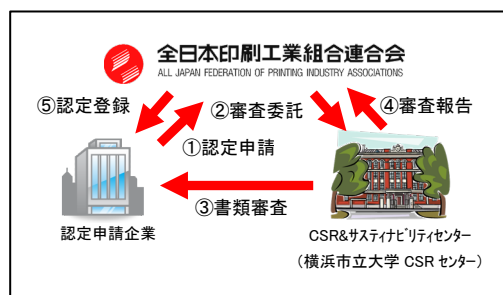 全日本印刷工業組合連合会
ALL JAPAN FEDERATION OF PRINTING INDUSTRY ASSOCIATIONS
⑤認定登録
②審査委託
④審査報告
①認定申請
③書類審査
認定申請企業
CSR&サスティナビリティセンター
（横浜市立大学 CSR センター）